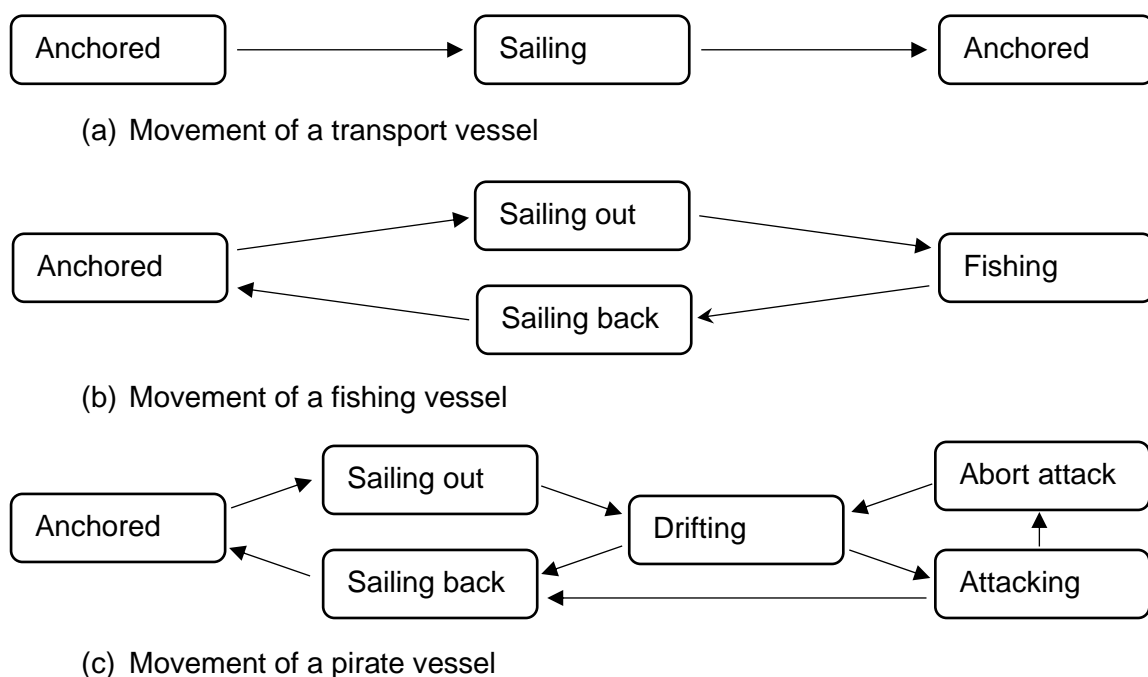 Anchored
Sailing
Anchored
(a) Movement of a transport vessel
Sailing out
Anchored
Fishing
Sailing back
(b) Movement of a fishing vessel
Sailing out
Abort attack
Anchored
Drifting
Sailing back
Attacking
(c) Movement of a pirate vessel